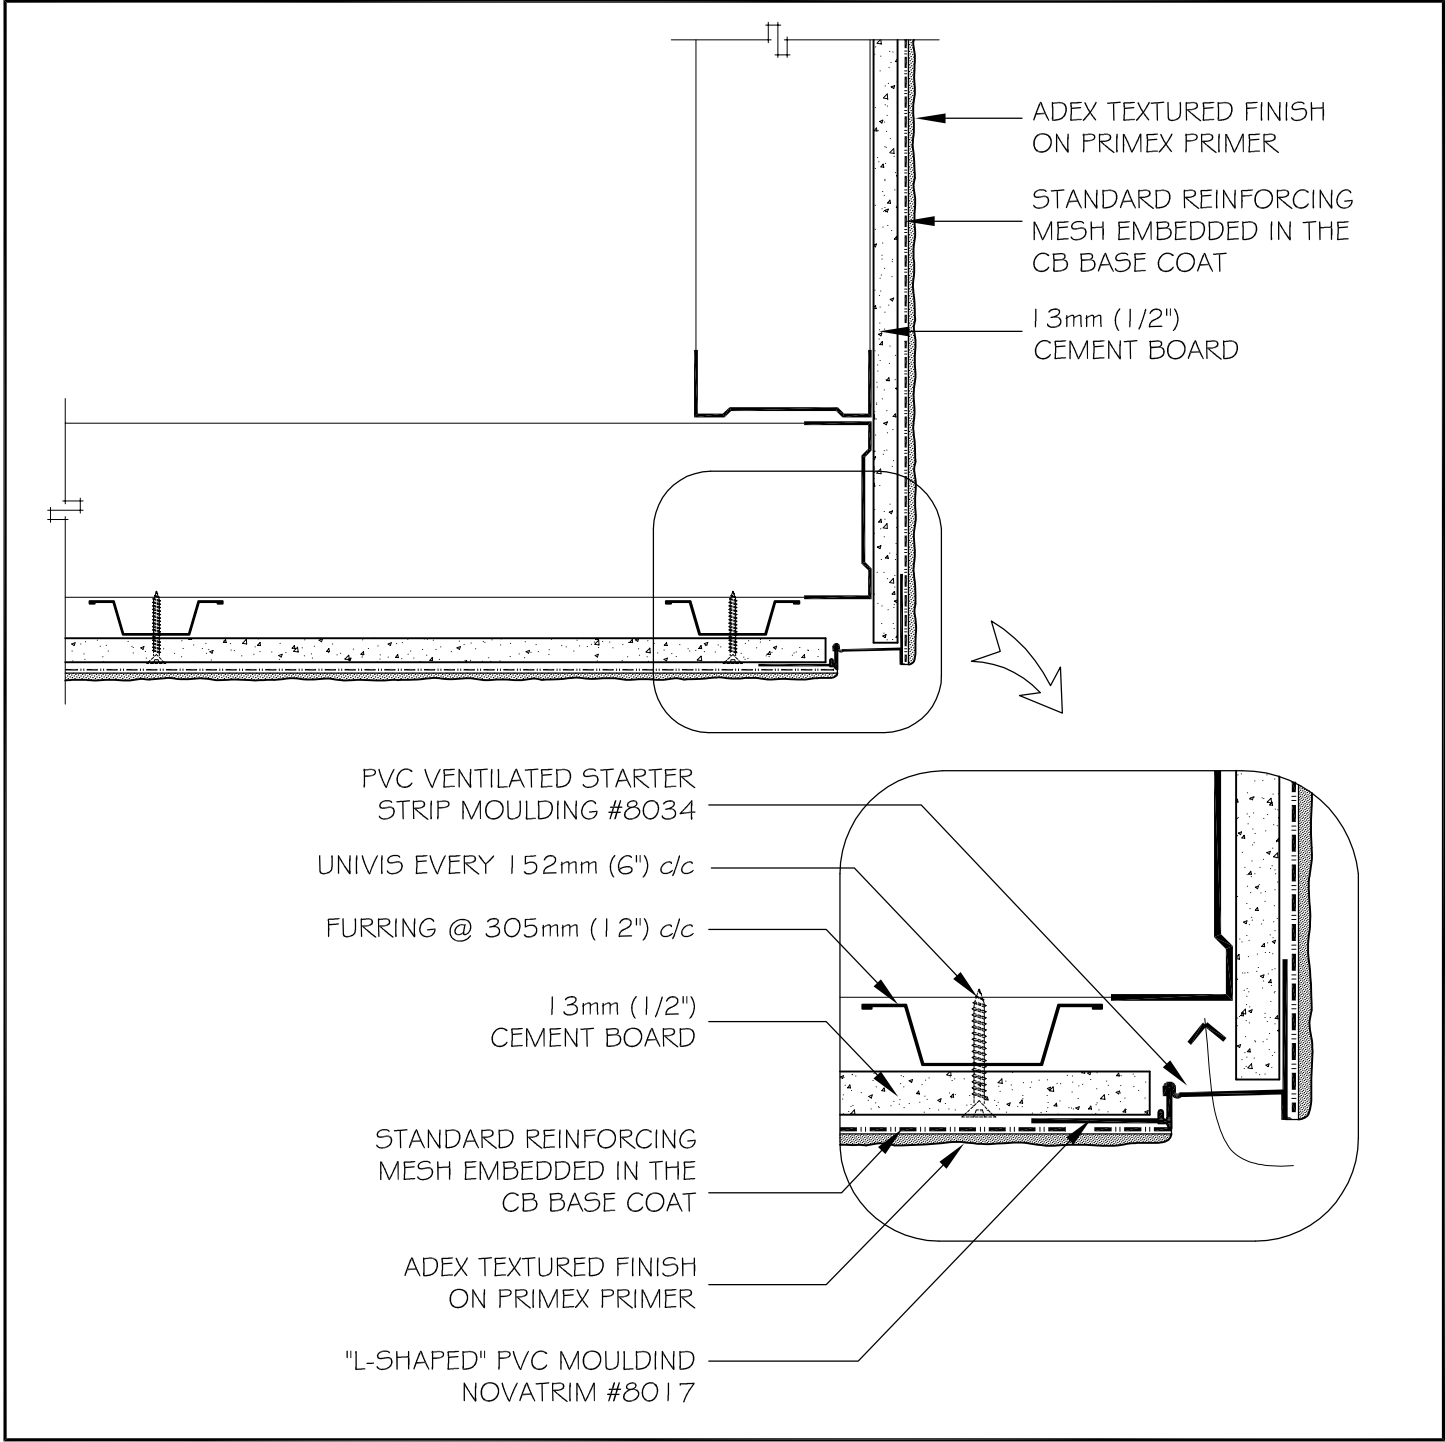 ADEX TEXTURED FINISH
ON PRIMEX PRIMER
STANDARD REINFORCING
MESH EMBEDDED IN THE
CB BASE COAT
13mm (1/2")
CEMENT BOARD
PVC VENTILATED STARTER
STRIP MOULDING #8034
UNIVIS EVERY 152mm (6") c/c
FURRING @ 305mm (12") c/c
13mm (1/2")
CEMENT BOARD
STANDARD REINFORCING
MESH EMBEDDED IN THE
CB BASE COAT
ADEX TEXTURED FINISH
ON PRIMEX PRIMER
"L-SHAPED" PVC MOULDIND
NOVATRIM #8017